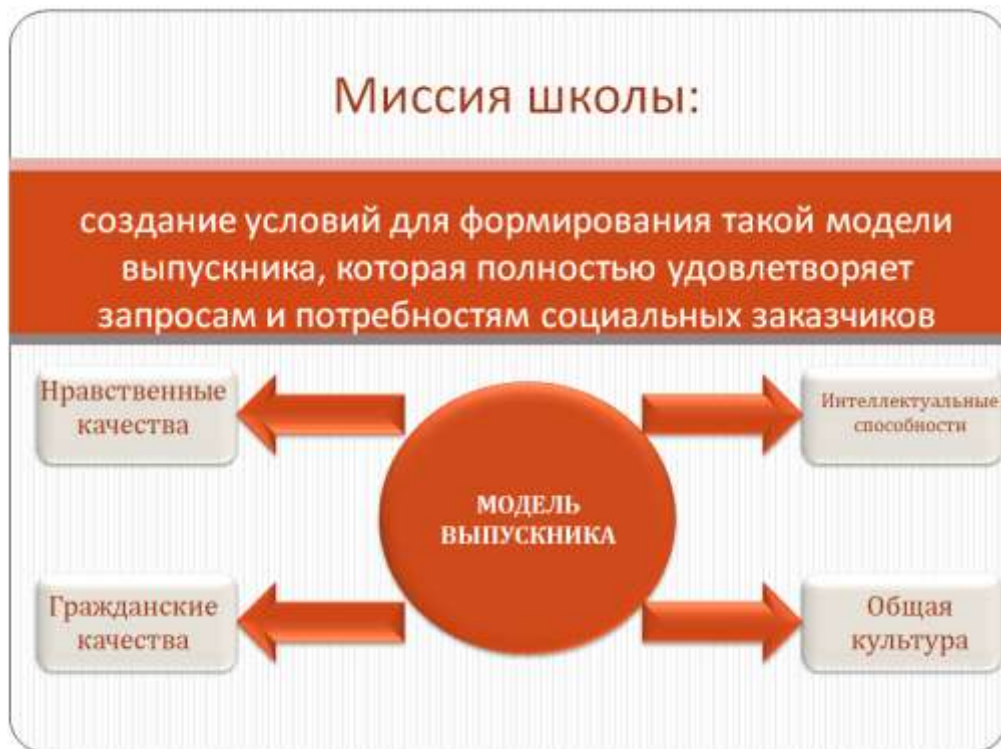 Миссия школы:
создание условий для формирования такой модели
выпускника, которая полностью удовлетворяет
запросам и потребностям социальных заказчиков
Нравственные
качества
Интеллектуальные
способности
МОДЕЛЬ
ВЫПУСКНИКА
Гражданские
качества
Общая
культура